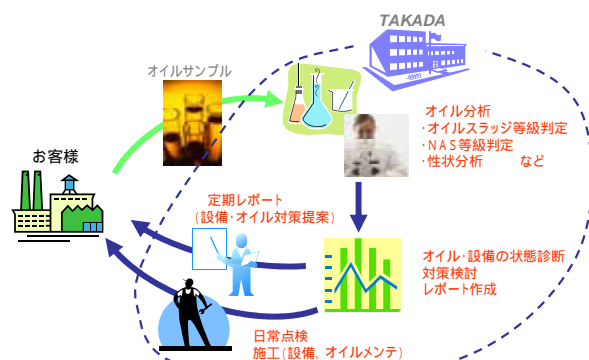 TAKADA
オイルサンプル
オイル分析
・オイルスラッジ等級判定
・NAS等級判定
・性状分析　　など
お客様
定期レポート
(設備・オイル対策提案)
オイル・設備の状態診断
対策検討
レポート作成
日常点検
施工(設備、オイルメンテ)